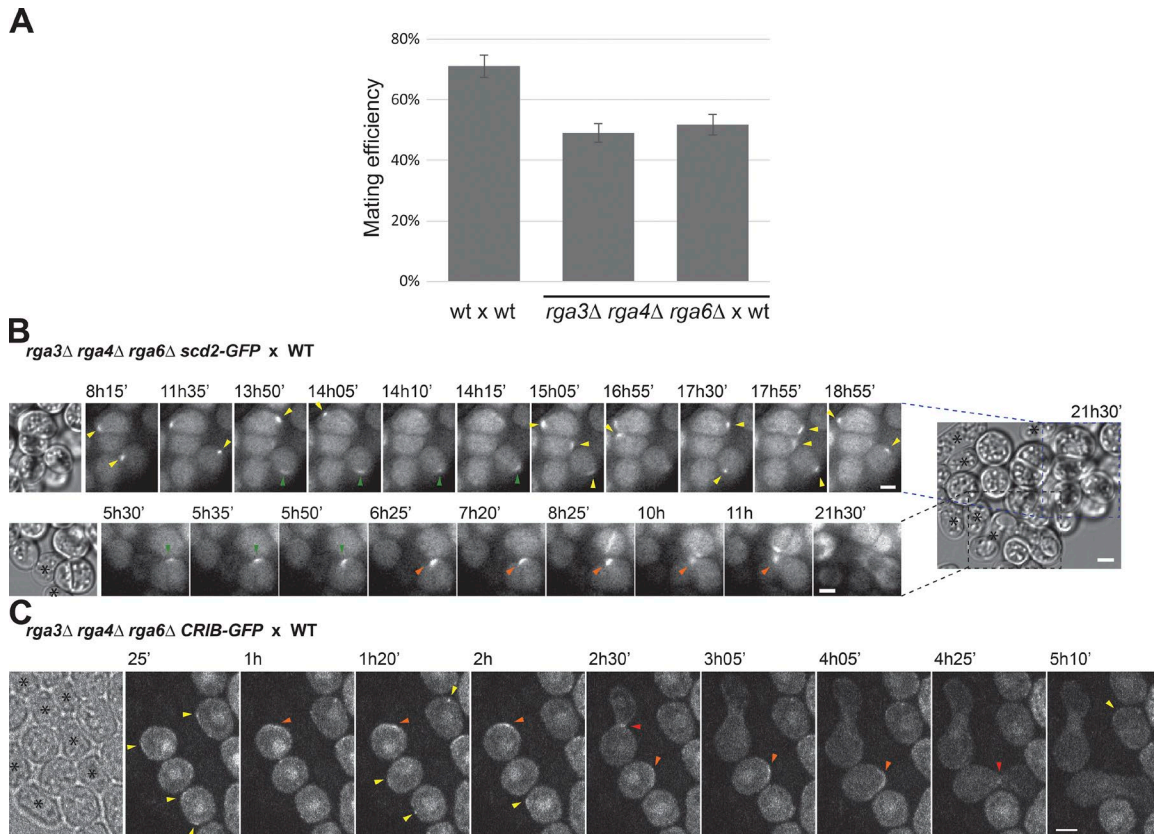 A
80%
60%
40%
20%
0%
Mating efficiency
wt x wt
rga3Δ rga4Δ rga6Δ x wt
B
rga3Δ rga4Δ rga6Δ scd2-GFP x WT
8h15’ 11h35’ 13h50’ 14h05’ 14h10’ 14h15’ 15h05’ 16h55’ 17h30’ 17h55’ 18h55’
21h30’
* * * * * * * *
5h30’ 5h35’ 5h50’ 6h25’ 7h20’ 8h25’ 10h 11h 21h30’
* *
C
rga3Δ rga4Δ rga6Δ CRIB-GFP x WT
25’ 1h 1h20’ 2h 2h30’ 3h05’ 4h05’ 4h25’ 5h10’
* * * * * * * *